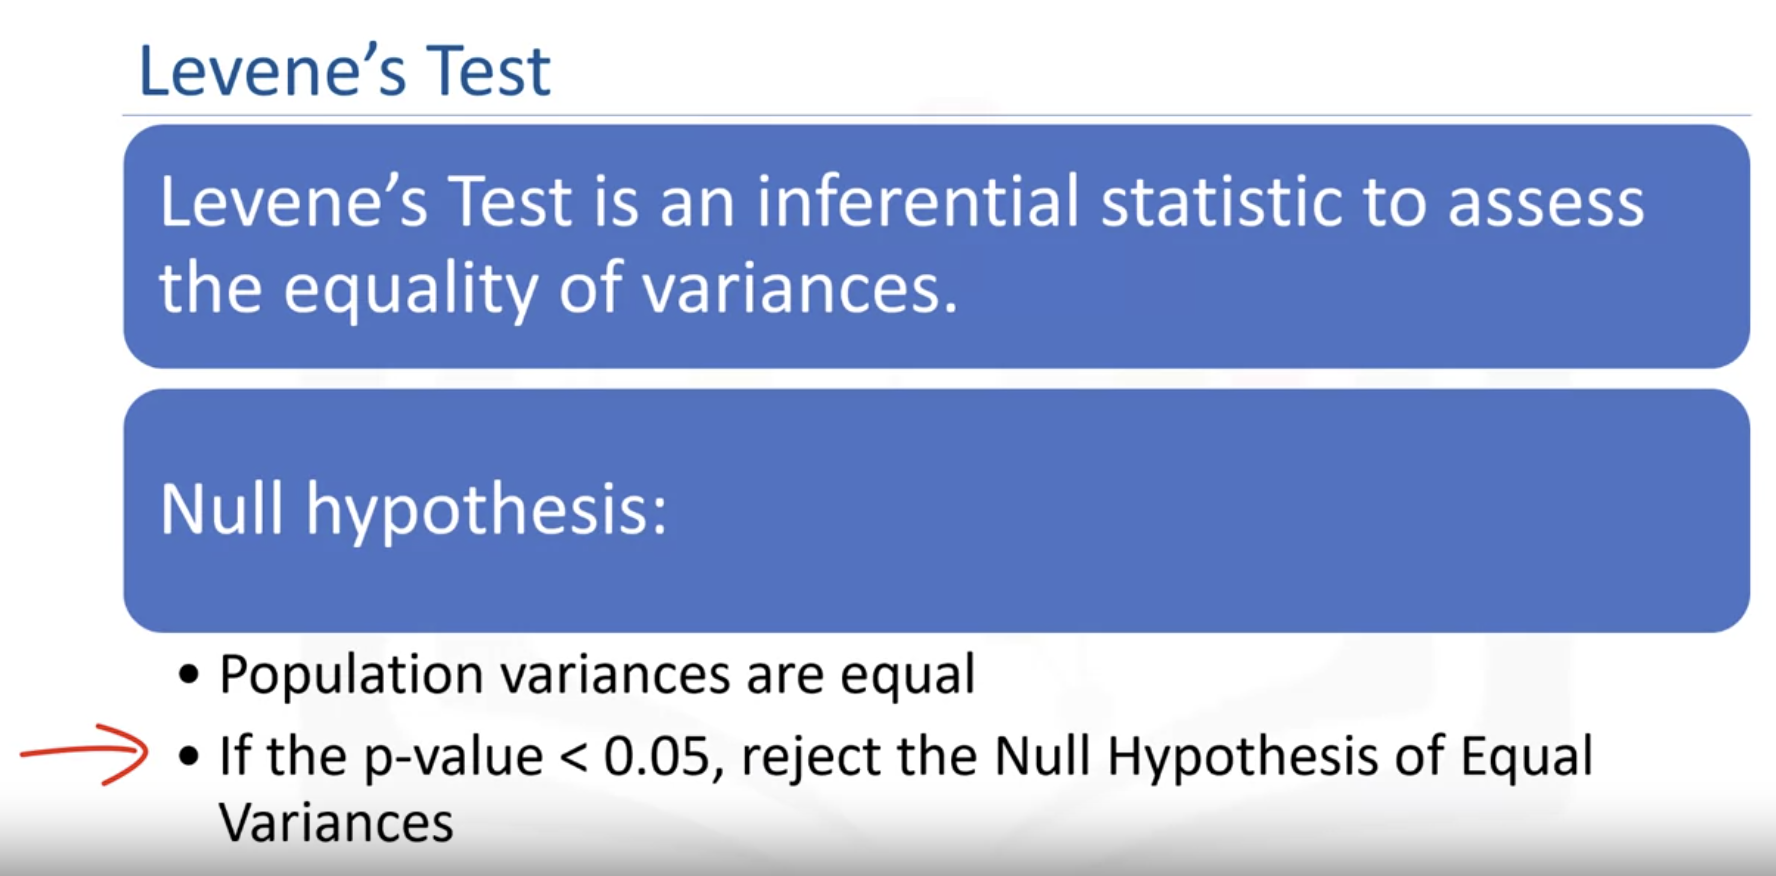 Levene’s Test
Levene’s Test is an inferential statistic to assess
the equality of variances.
Null hypothesis:
• Population variances are equal
• If the p-value < 0.05, reject the Null Hypothesis of Equal
Variances